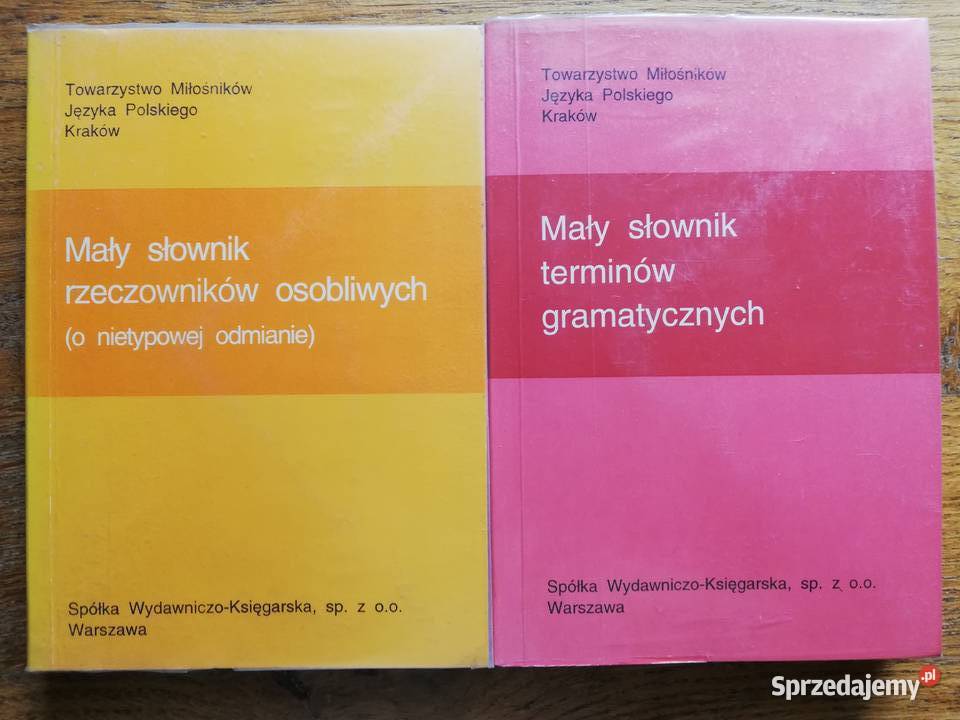 Towarzystwo Miłośników
Języka Polskiego
Kraków
Mały słownik
rzeczowników osobliwych
(o nietypowej odmianie)
Spółka Wydawniczo-Księgarska, sp. z o.o.
Warszawa
Towarzystwo Miłośników
Języka Polskiego
Kraków
Mały słownik
terminów
gramatycznych
Spółka Wydawniczo-Księgarska, sp. z o.o.
Warszawa
Sprzedajemy.pl